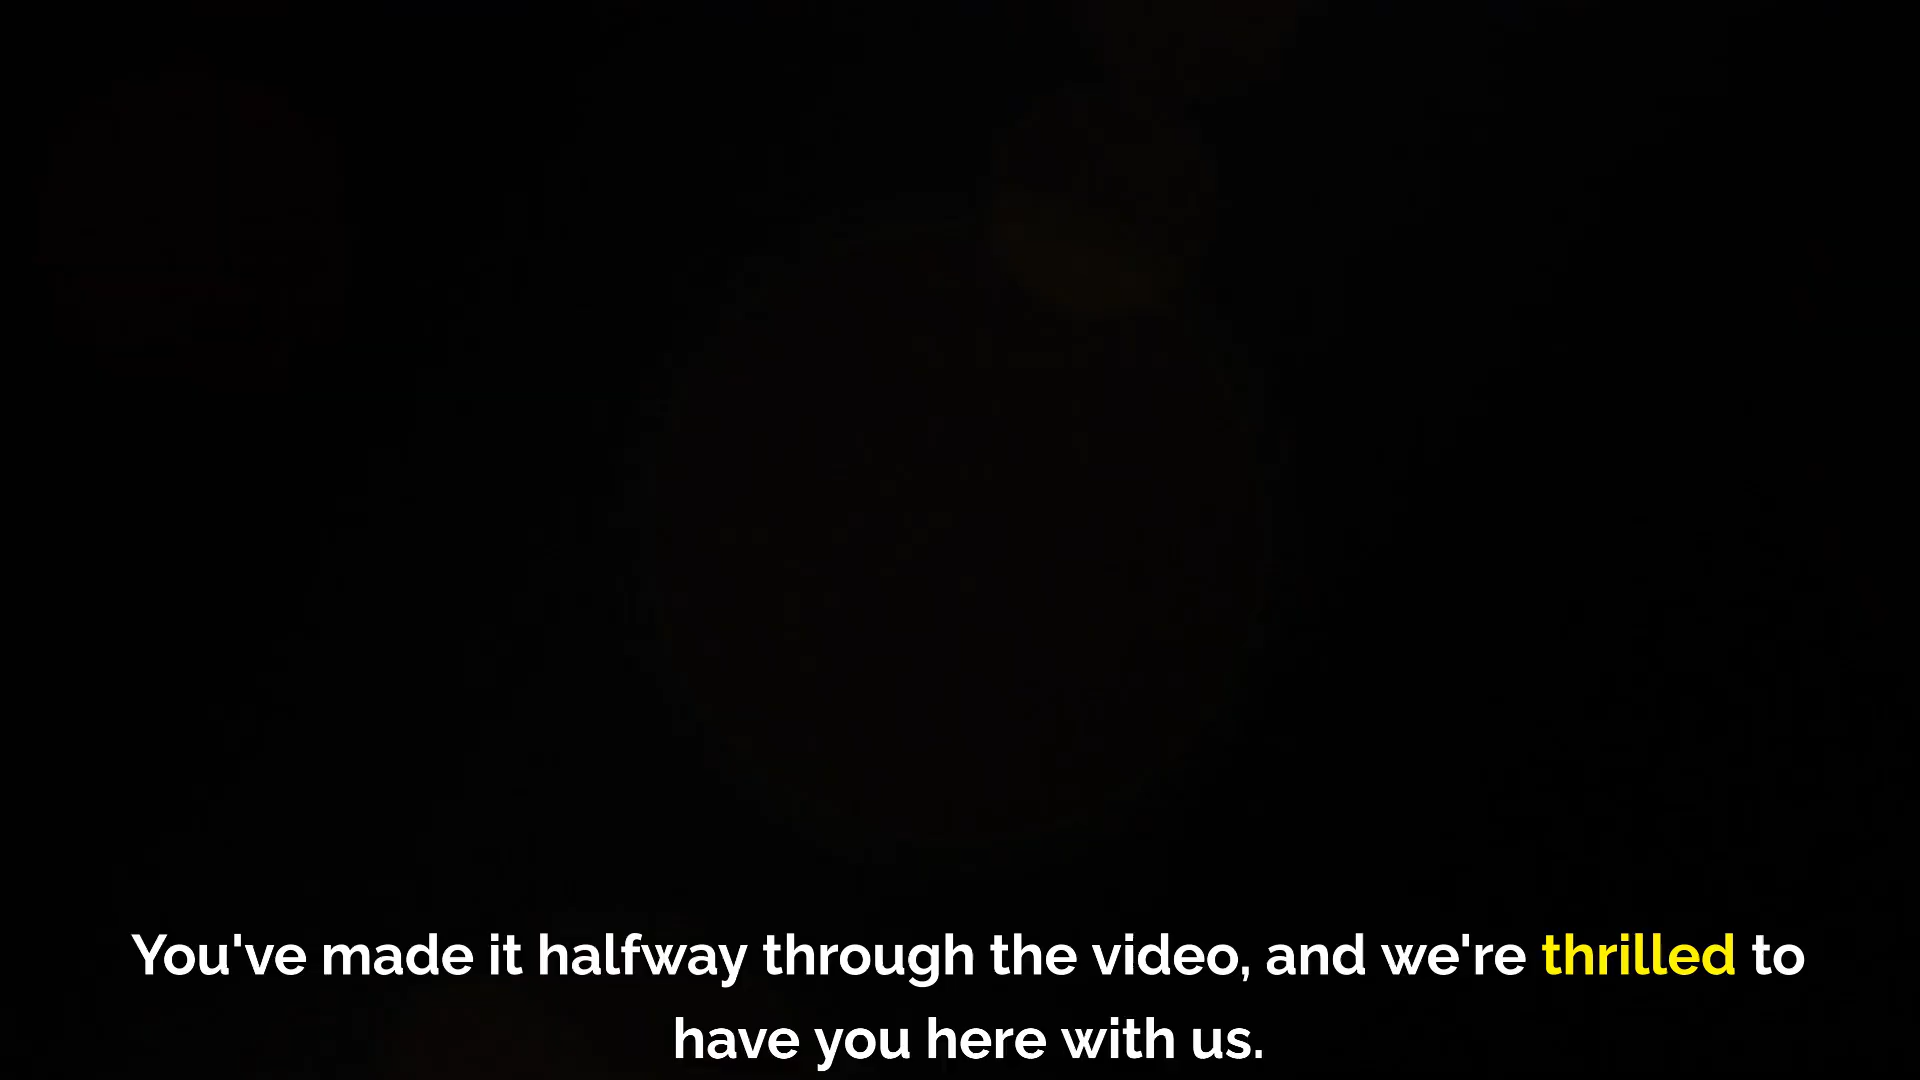 You've made it halfway through the video, and we're thrilled to
have you here with us.